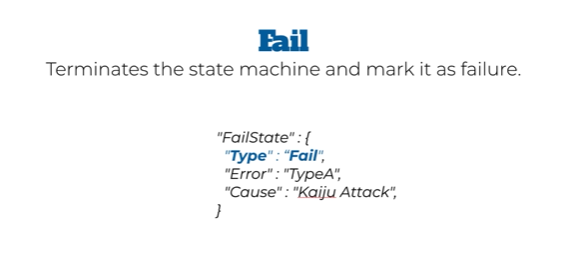 Fail
Terminates the state machine and mark it as failure.
"FailState" : {
"Type" : "Fail",
"Error" : "TypeA",
"Cause" : "Kaiju Attack",
}